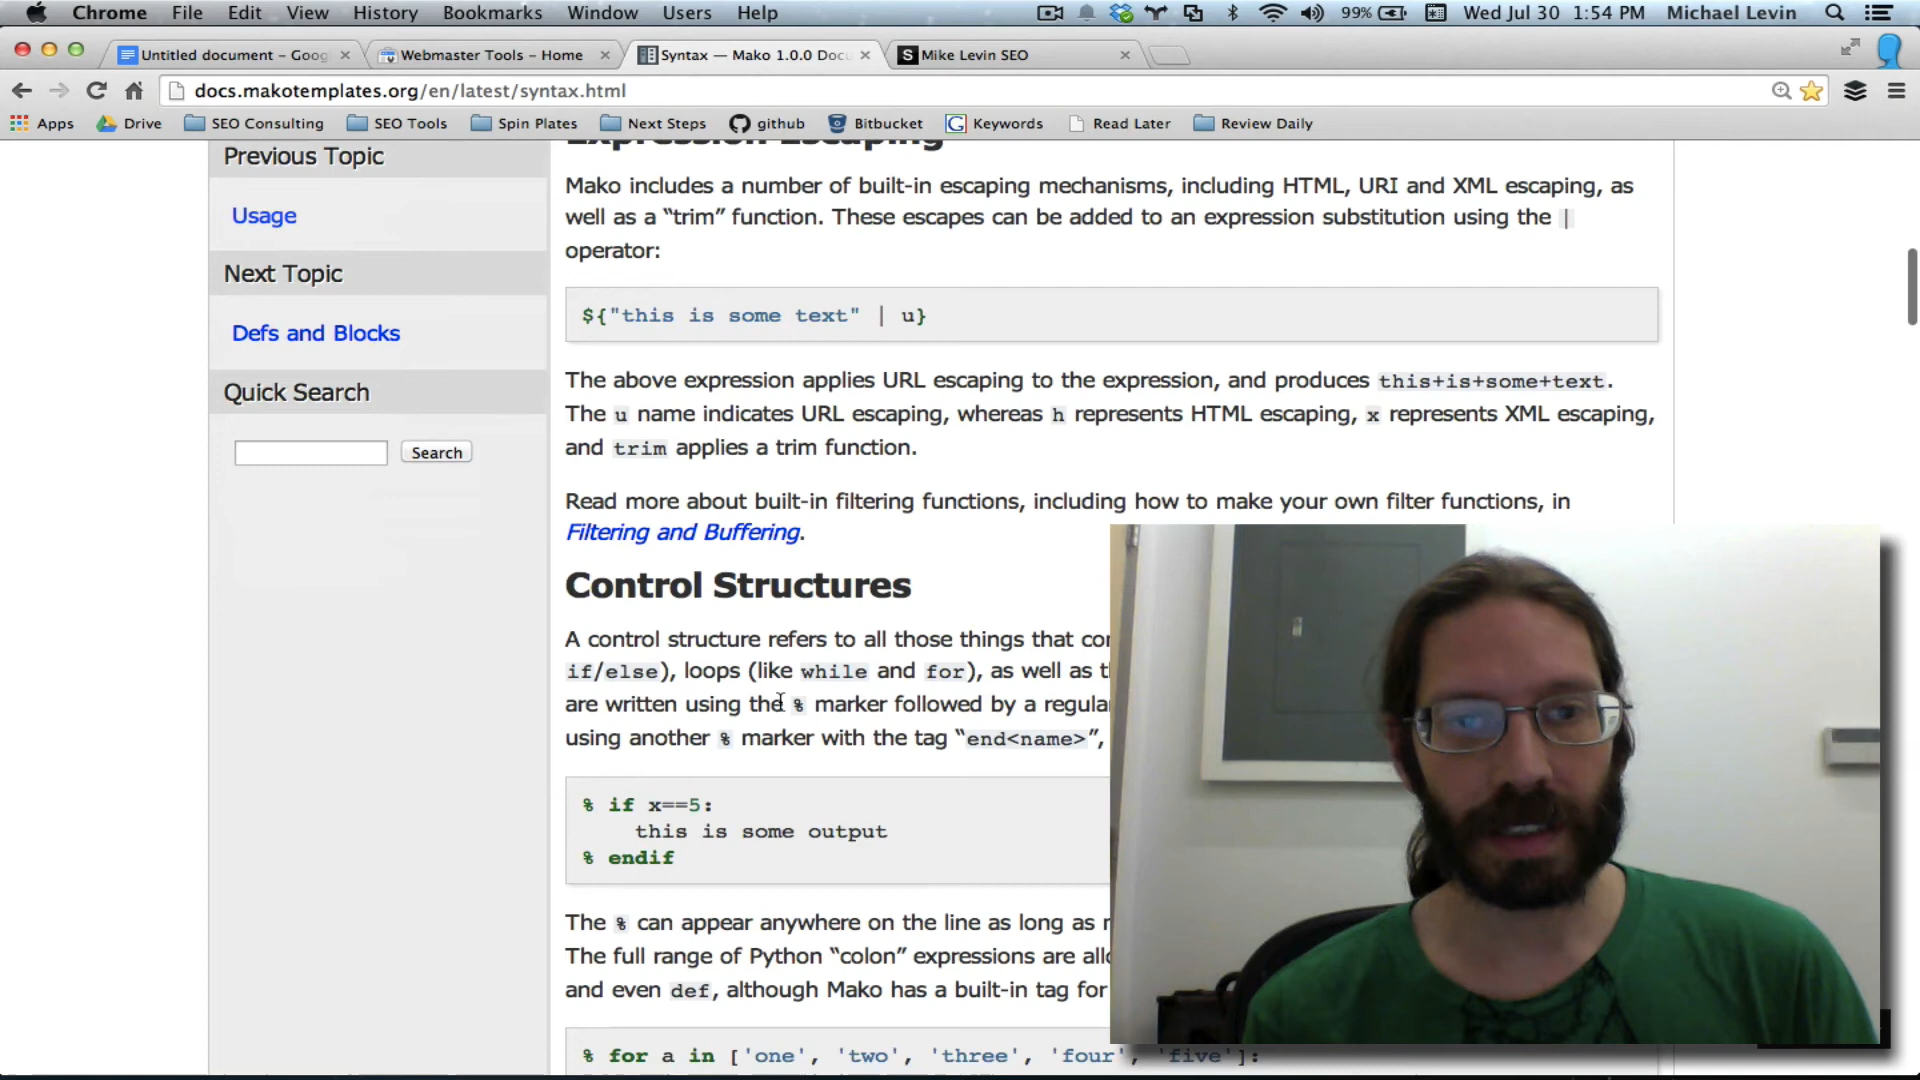 Chrome File Edit View History Bookmarks Window Users Help 99% Wed Jul 30 1:54 PM Michael Levin
Untitled document – Goog Webmaster Tools - Home Syntax — Mako 1.0.0 Docu S Mike Levin SEO
docs.makotemplates.org/en/latest/syntax.html
Apps Drive SEO Consulting SEO Tools Spin Plates Next Steps github Bitbucket G Keywords Read Later Review Daily
Previous Topic
Usage
Next Topic
Defs and Blocks
Quick Search
Search
Expression Escaping
Mako includes a number of built-in escaping mechanisms, including HTML, URI and XML escaping, as
well as a “trim” function. These escapes can be added to an expression substitution using the |
operator:
${"this is some text" | u}
The above expression applies URL escaping to the expression, and produces this+is+some+text.
The u name indicates URL escaping, whereas h represents HTML escaping, x represents XML escaping,
and trim applies a trim function.
Read more about built-in filtering functions, including how to make your own filter functions, in
Filtering and Buffering.
Control Structures
A control structure refers to all those things that
if/else), loops (like while and for), as well as
are written using the % marker followed by a
using another % marker with the tag “end<name>”,
% if x==5:
this is some output
% endif
The % can appear anywhere on the line as long as
The full range of Python “colon” expressions are
and even def, although Mako has a built-in tag for
% for a in ['one', 'two', 'three', 'four', 'five']: